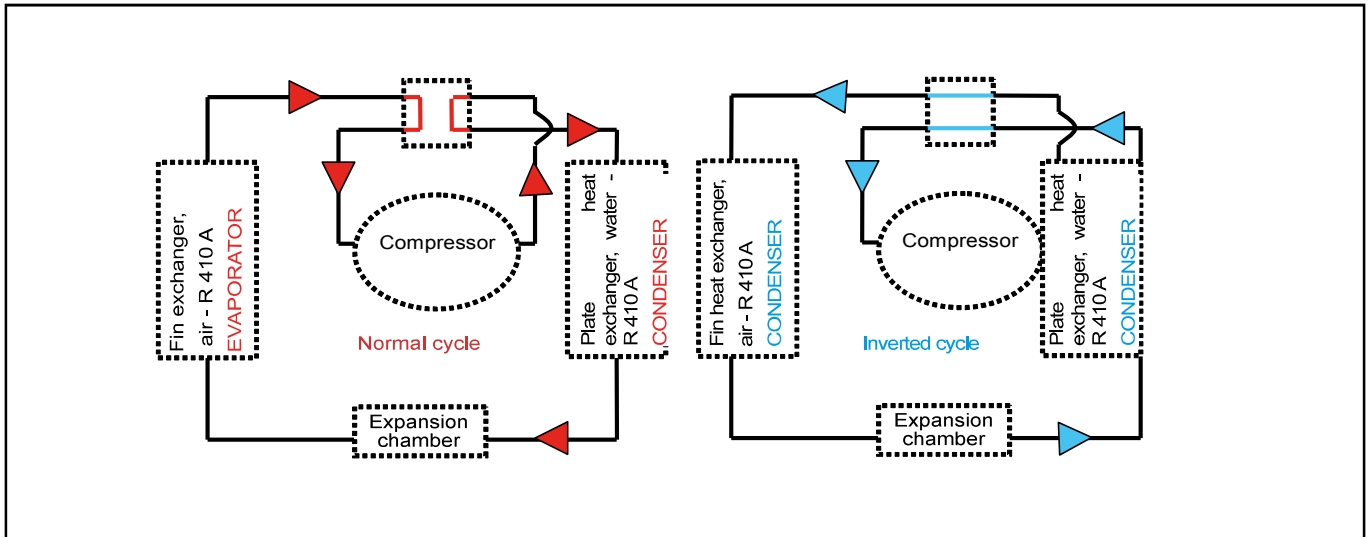 Fin exchanger,
air - R 410 A
EVAPORATOR
Compressor
Normal cycle
Expansion
chamber
Plate heat
exchanger, water -
R 410 A
CONDENSER
Fin heat exchanger,
air - R 410 A
CONDENSER
Compressor
Inverted cycle
Expansion
chamber
Plate heat
exchanger, water -
R 410 A
CONDENSER